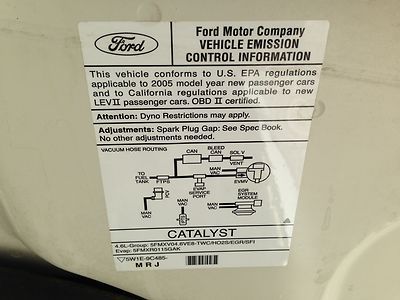 Ford
Ford Motor Company
VEHICLE EMISSION
CONTROL INFORMATION
This vehicle conforms to U.S. EPA regulations
applicable to 2005 model year new passenger cars
and to California regulations applicable to new
LEVII passenger cars. OBD II certified.
Attention: Dyno Restrictions may apply.
Adjustments: Spark Plug Gap: See Spec Book.
No other adjustments needed.
VACUUM HOSE ROUTING
CAN
BLEED CAN
SOL V
VENT
TO FUEL TANK
FTPS
EVAP SERVICE PORT
MAN VAC
EVMV
MAN VAC
MAN VAC
EGR SYSTEM MODULE
MAN VAC
CATALYST
4.6L-Group: 5FMXV04.6VE8-TWC/HO2S/EGR/SFI
Evap: 5FMXR0115GAK
5W1E-9C485-
M R J